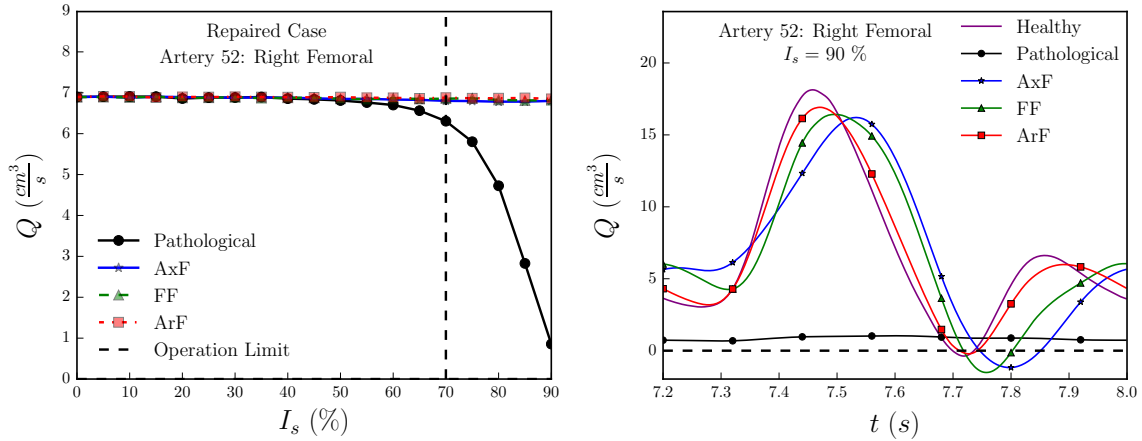 Repaired Case
Artery 52: Right Femoral
9
8
7
6
5
4
3
2
1
0
Q (cm³/s)
Pathological
AxF
FF
ArF
Operation Limit
0 10 20 30 40 50 60 70 80 90
I_s (%)
Artery 52: Right Femoral
I_s = 90 %
Healthy
Pathological
AxF
FF
ArF
20
15
10
5
0
Q (cm³/s)
7.2 7.3 7.4 7.5 7.6 7.7 7.8 7.9 8.0
t (s)